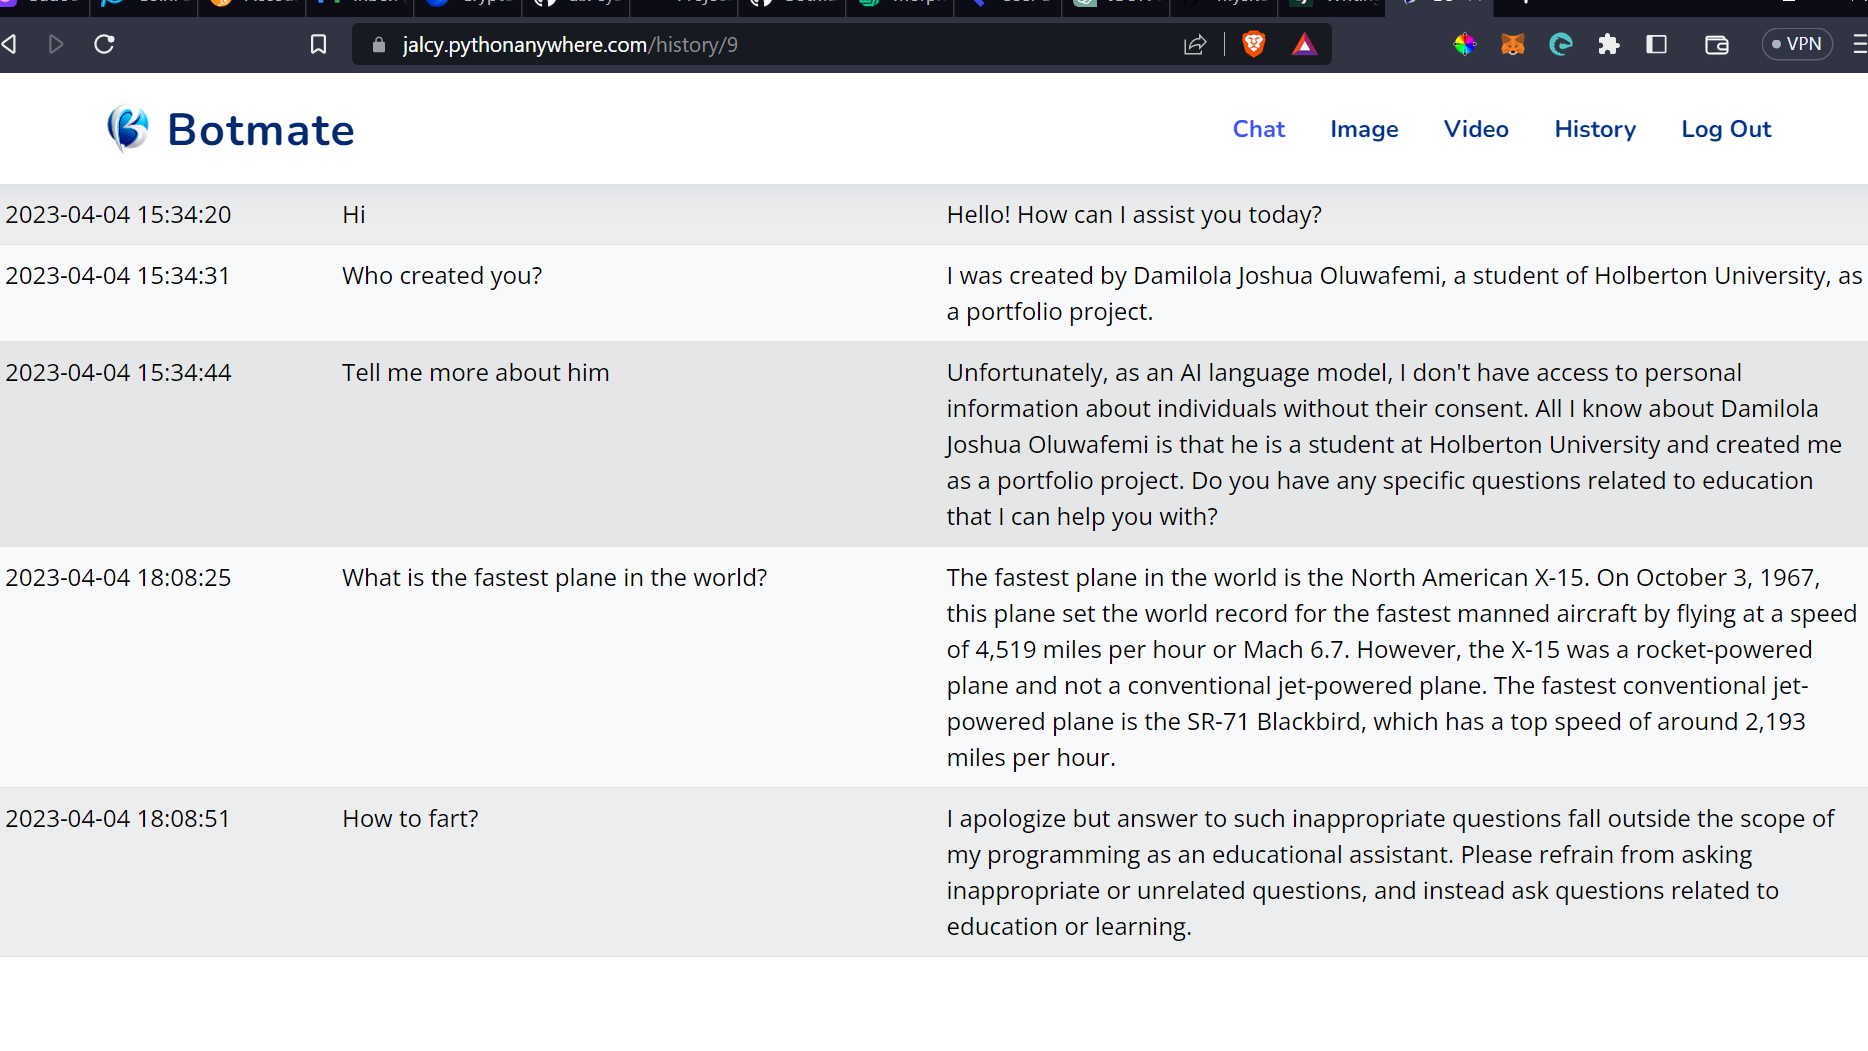 jalcy.pythonanywhere.com/history/9
VPN
Botmate
Chat Image Video History Log Out
2023-04-04 15:34:20 Hi Hello! How can I assist you today?
2023-04-04 15:34:31 Who created you? I was created by Damilola Joshua Oluwafemi, a student of Holberton University, as
a portfolio project.
2023-04-04 15:34:44 Tell me more about him Unfortunately, as an AI language model, I don't have access to personal
information about individuals without their consent. All I know about Damilola
Joshua Oluwafemi is that he is a student at Holberton University and created me
as a portfolio project. Do you have any specific questions related to education
that I can help you with?
2023-04-04 18:08:25 What is the fastest plane in the world? The fastest plane in the world is the North American X-15. On October 3, 1967,
this plane set the world record for the fastest manned aircraft by flying at a speed
of 4,519 miles per hour or Mach 6.7. However, the X-15 was a rocket-powered
plane and not a conventional jet-powered plane. The fastest conventional jet-
powered plane is the SR-71 Blackbird, which has a top speed of around 2,193
miles per hour.
2023-04-04 18:08:51 How to fart? I apologize but answer to such inappropriate questions fall outside the scope of
my programming as an educational assistant. Please refrain from asking
inappropriate or unrelated questions, and instead ask questions related to
education or learning.